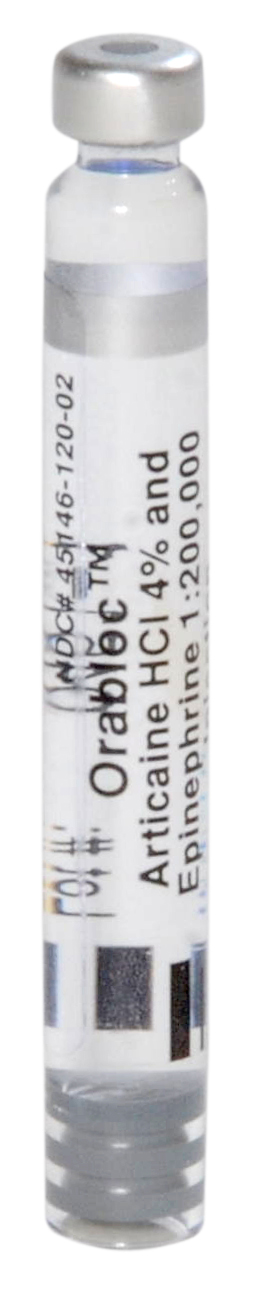 NDC# 45146-120-02
Orabloc™
Articaine HCl 4% and
Epinephrine 1:200,000